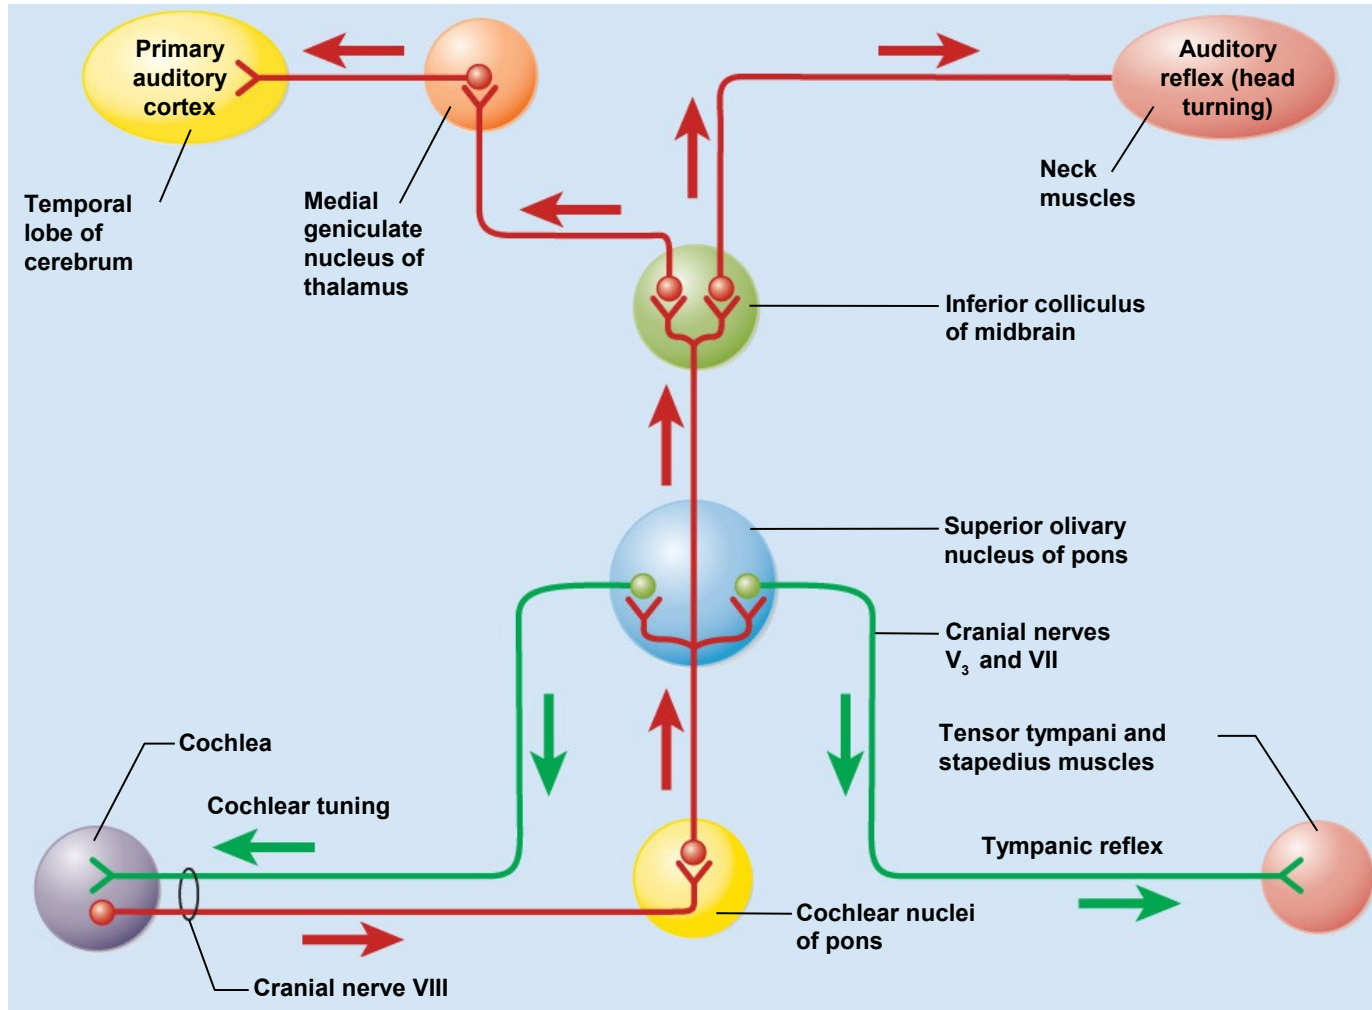 Primary
auditory
cortex
Auditory
reflex (head
turning)
Temporal
lobe of
cerebrum
Medial
geniculate
nucleus of
thalamus
Neck
muscles
Inferior colliculus
of midbrain
Superior olivary
nucleus of pons
Cranial nerves
V₃ and VII
Cochlea
Tensor tympani and
stapedius muscles
Cochlear tuning
Tympanic reflex
Cochlear nuclei
of pons
Cranial nerve VIII